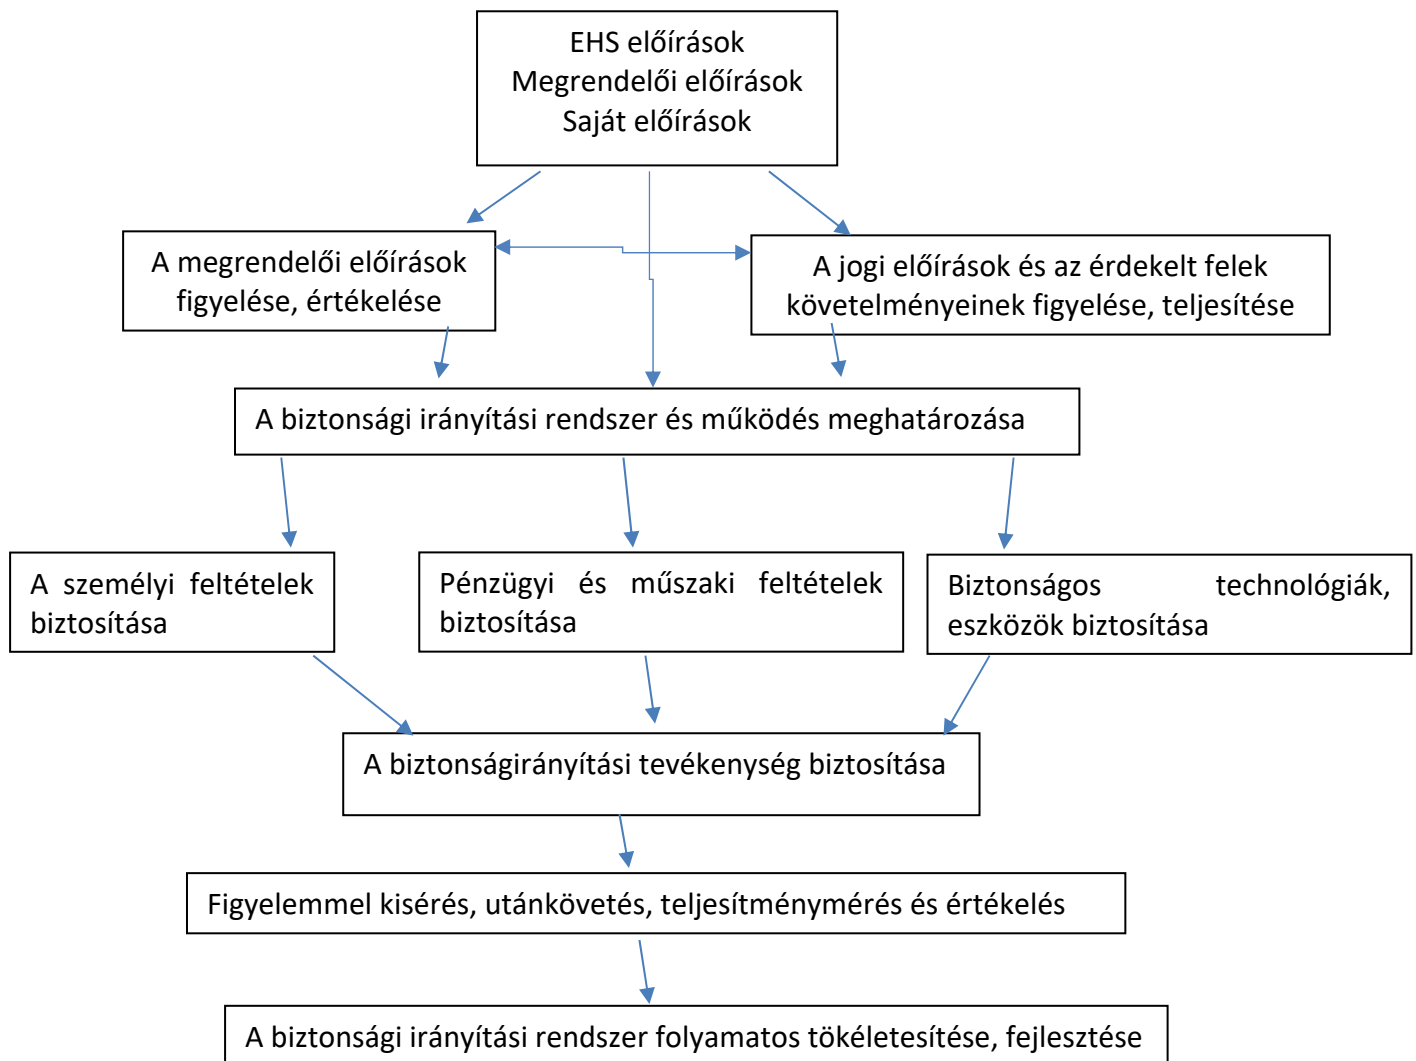 EHS előírások
Megrendelői előírások
Saját előírások
A megrendelői előírások
figyelése, értékelése
A jogi előírások és az érdekelt felek
követelményeinek figyelése, teljesítése
A biztonsági irányítási rendszer és működés meghatározása
A személyi feltételek
biztosítása
Pénzügyi és műszaki feltételek
biztosítása
Biztonságos technológiák,
eszközök biztosítása
A biztonságirányítási tevékenység biztosítása
Figyelemmel kisérés, utánkövetés, teljesítménymérés és értékelés
A biztonsági irányítási rendszer folyamatos tökéletesítése, fejlesztése